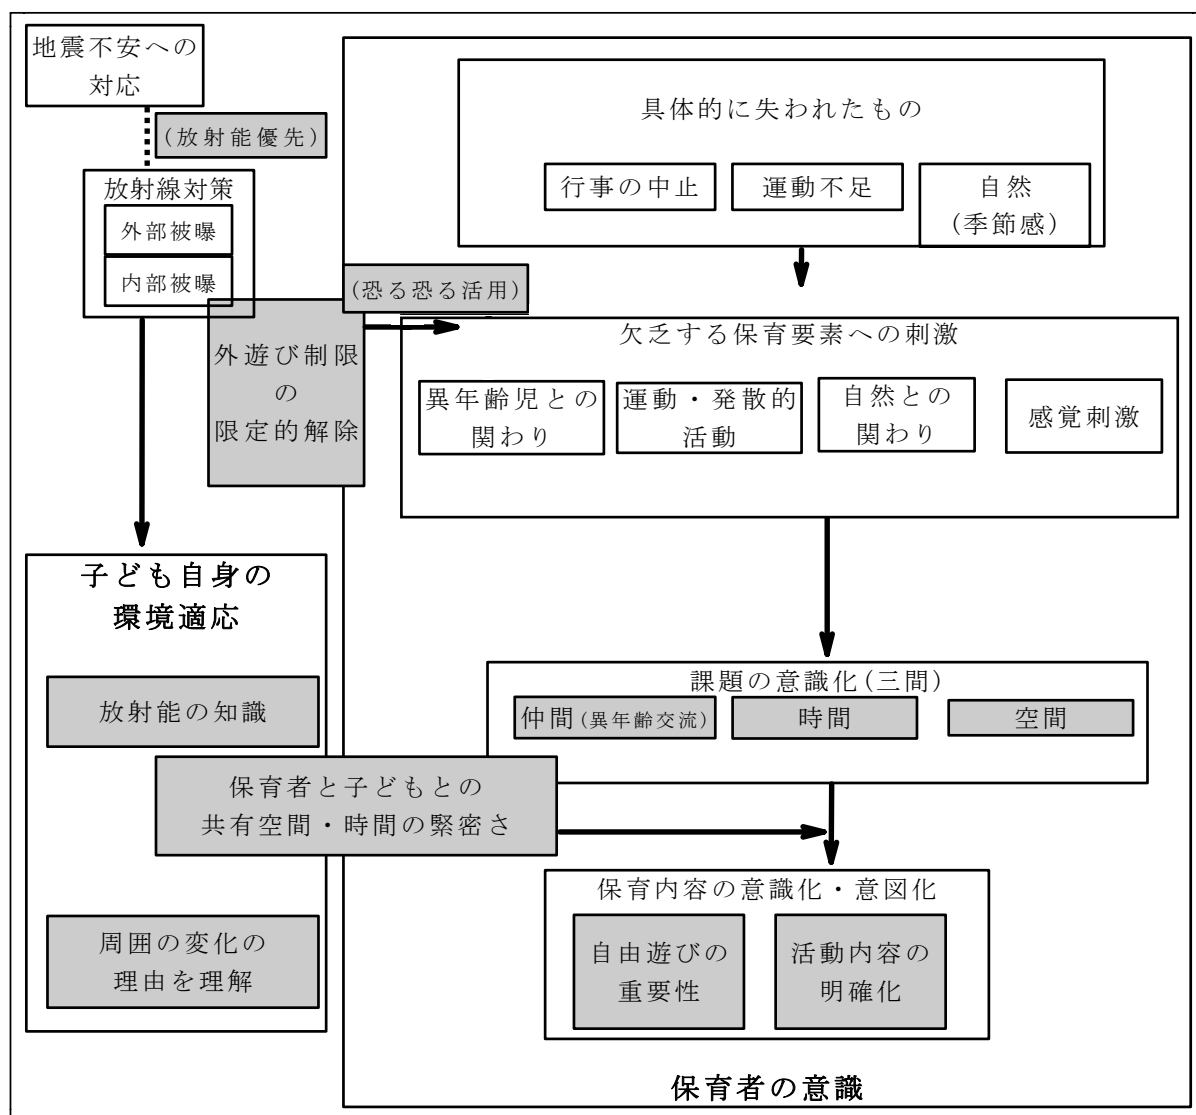 地震不安への
対応
(放射能優先)
放射線対策
外部被曝
内部被曝
外遊び制限
の
限定的解除
(恐る恐る活用)
子ども自身の
環境適応
放射能の知識
周囲の変化の
理由を理解
保育者と子どもとの
共有空間・時間の緊密さ
具体的に失われたもの
行事の中止
運動不足
自然
(季節感)
欠乏する保育要素への刺激
異年齢児との
関わり
運動・発散的
活動
自然との
関わり
感覚刺激
課題の意識化(三間)
仲間(異年齢交流)
時間
空間
保育内容の意識化・意図化
自由遊びの
重要性
活動内容の
明確化
保育者の意識